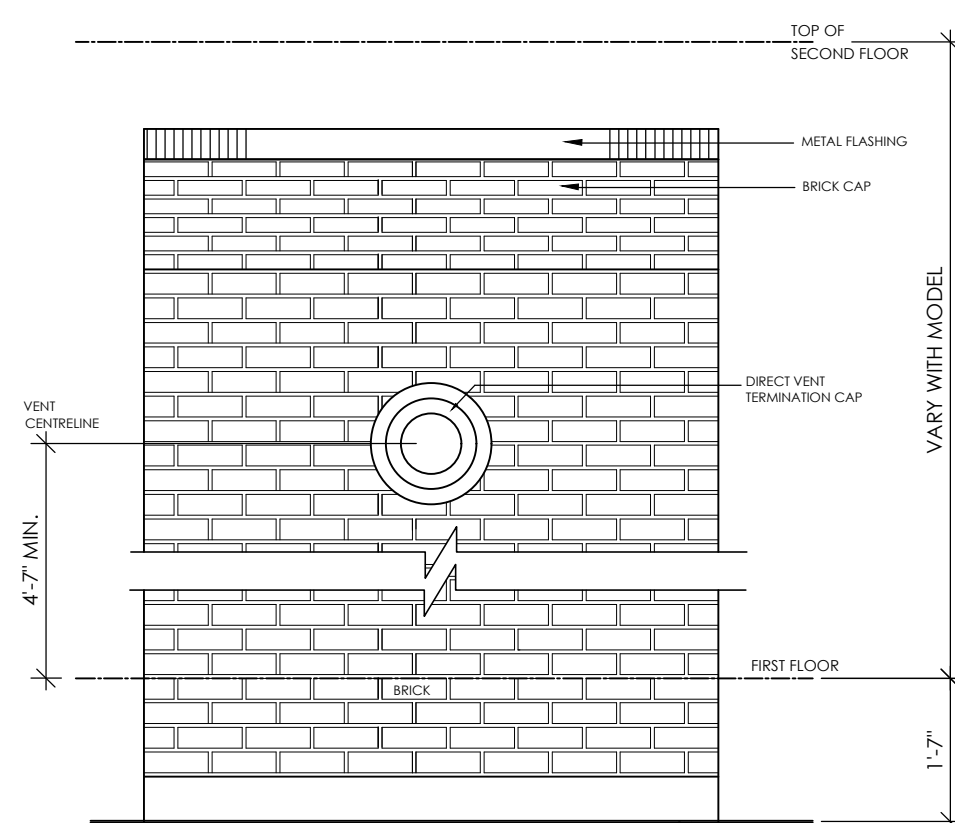 TOP OF
SECOND FLOOR
METAL FLASHING
BRICK CAP
VARY WITH MODEL
DIRECT VENT
TERMINATION CAP
VENT
CENTRELINE
4'-7" MIN.
FIRST FLOOR
BRICK
1'-7"